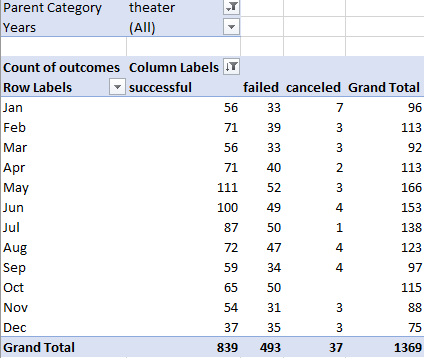 Parent Category theater
Years (All)
Count of outcomes Column Labels
Row Labels successful failed canceled Grand Total
Jan 56 33 7 96
Feb 71 39 3 113
Mar 56 33 3 92
Apr 71 40 2 113
May 111 52 3 166
Jun 100 49 4 153
Jul 87 50 1 138
Aug 72 47 4 123
Sep 59 34 4 97
Oct 65 50 115
Nov 54 31 3 88
Dec 37 35 3 75
Grand Total 839 493 37 1369